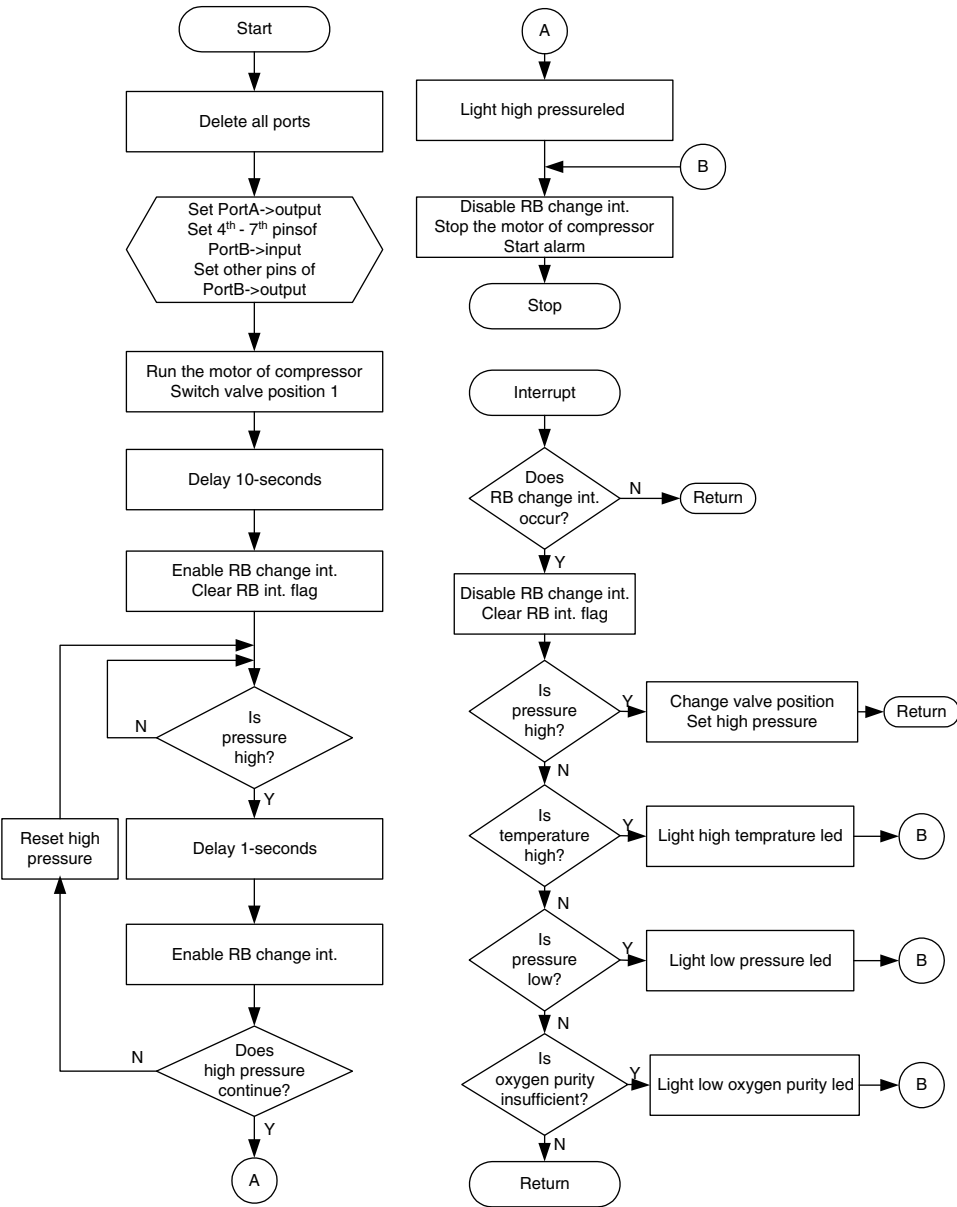 Start
Delete all ports
Set PortA->output
Set 4th - 7th pinsof
PortB->input
Set other pins of
PortB->output
Run the motor of compressor
Switch valve position 1
Delay 10-seconds
Enable RB change int.
Clear RB int. flag
Is
pressure
high?
N
Y
Reset high
pressure
Delay 1-seconds
Enable RB change int.
Does
high pressure
continue?
N
Y
A
A
Light high pressureled
B
Disable RB change int.
Stop the motor of compressor
Start alarm
Stop
Interrupt
Does
RB change int.
occur?
N
Return
Y
Disable RB change int.
Clear RB int. flag
Is
pressure
high?
Y
Change valve position
Set high pressure
Return
N
Is
temperature
high?
Y
Light high temprature led
B
N
Is
pressure
low?
Y
Light low pressure led
B
N
Is
oxygen purity
insufficient?
Y
Light low oxygen purity led
B
N
Return